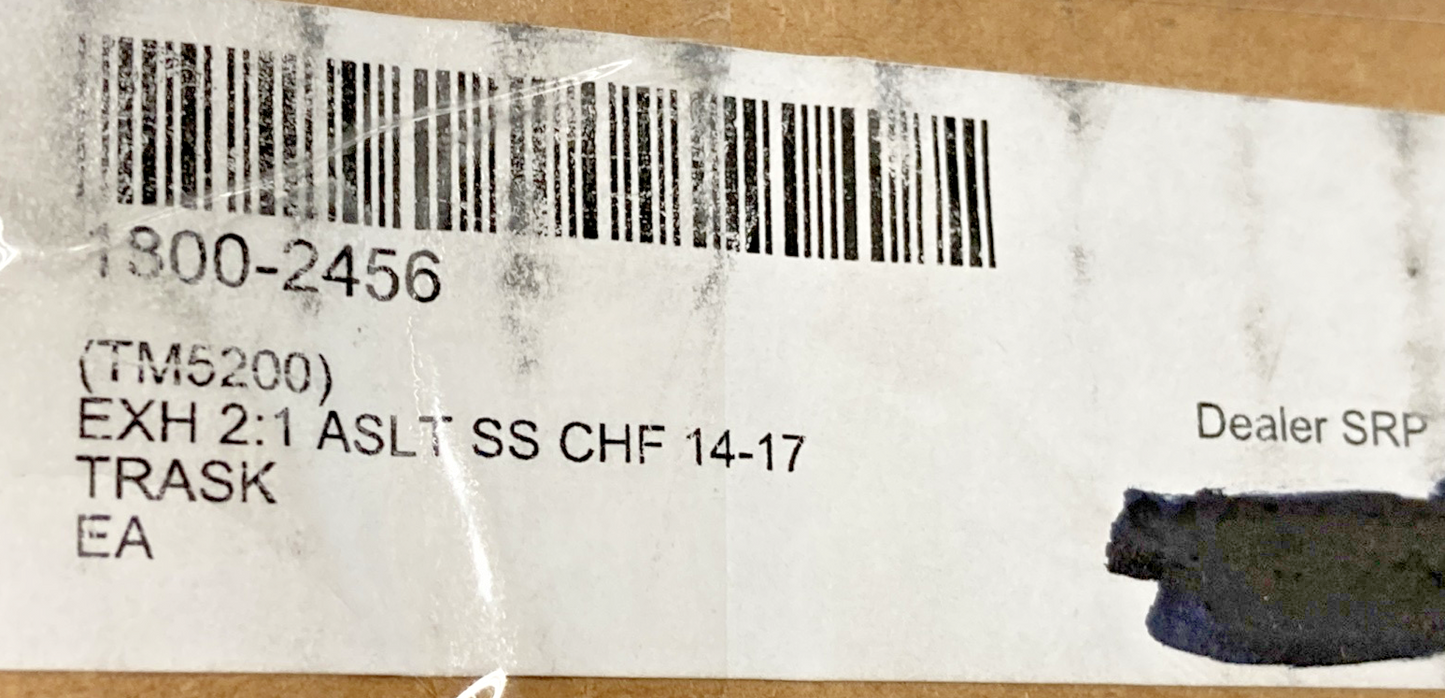 1800-2456
(TM5200)
EXH 2:1 ASLT SS CHF 14-17
TRASK
EA
Dealer SRP